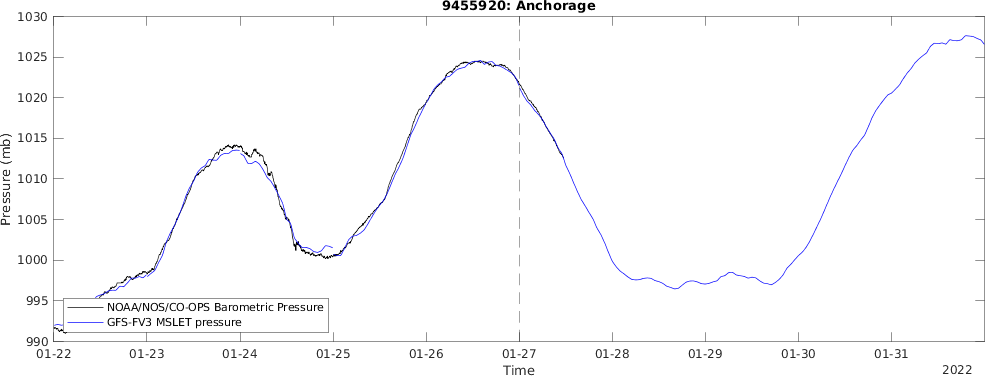 9455920: Anchorage
Pressure (mb)
1030
1025
1020
1015
1010
1005
1000
995
990
NOAA/NOS/CO-OPS Barometric Pressure
GFS-FV3 MSLET pressure
01-22 01-23 01-24 01-25 01-26 01-27 01-28 01-29 01-30 01-31
Time
2022